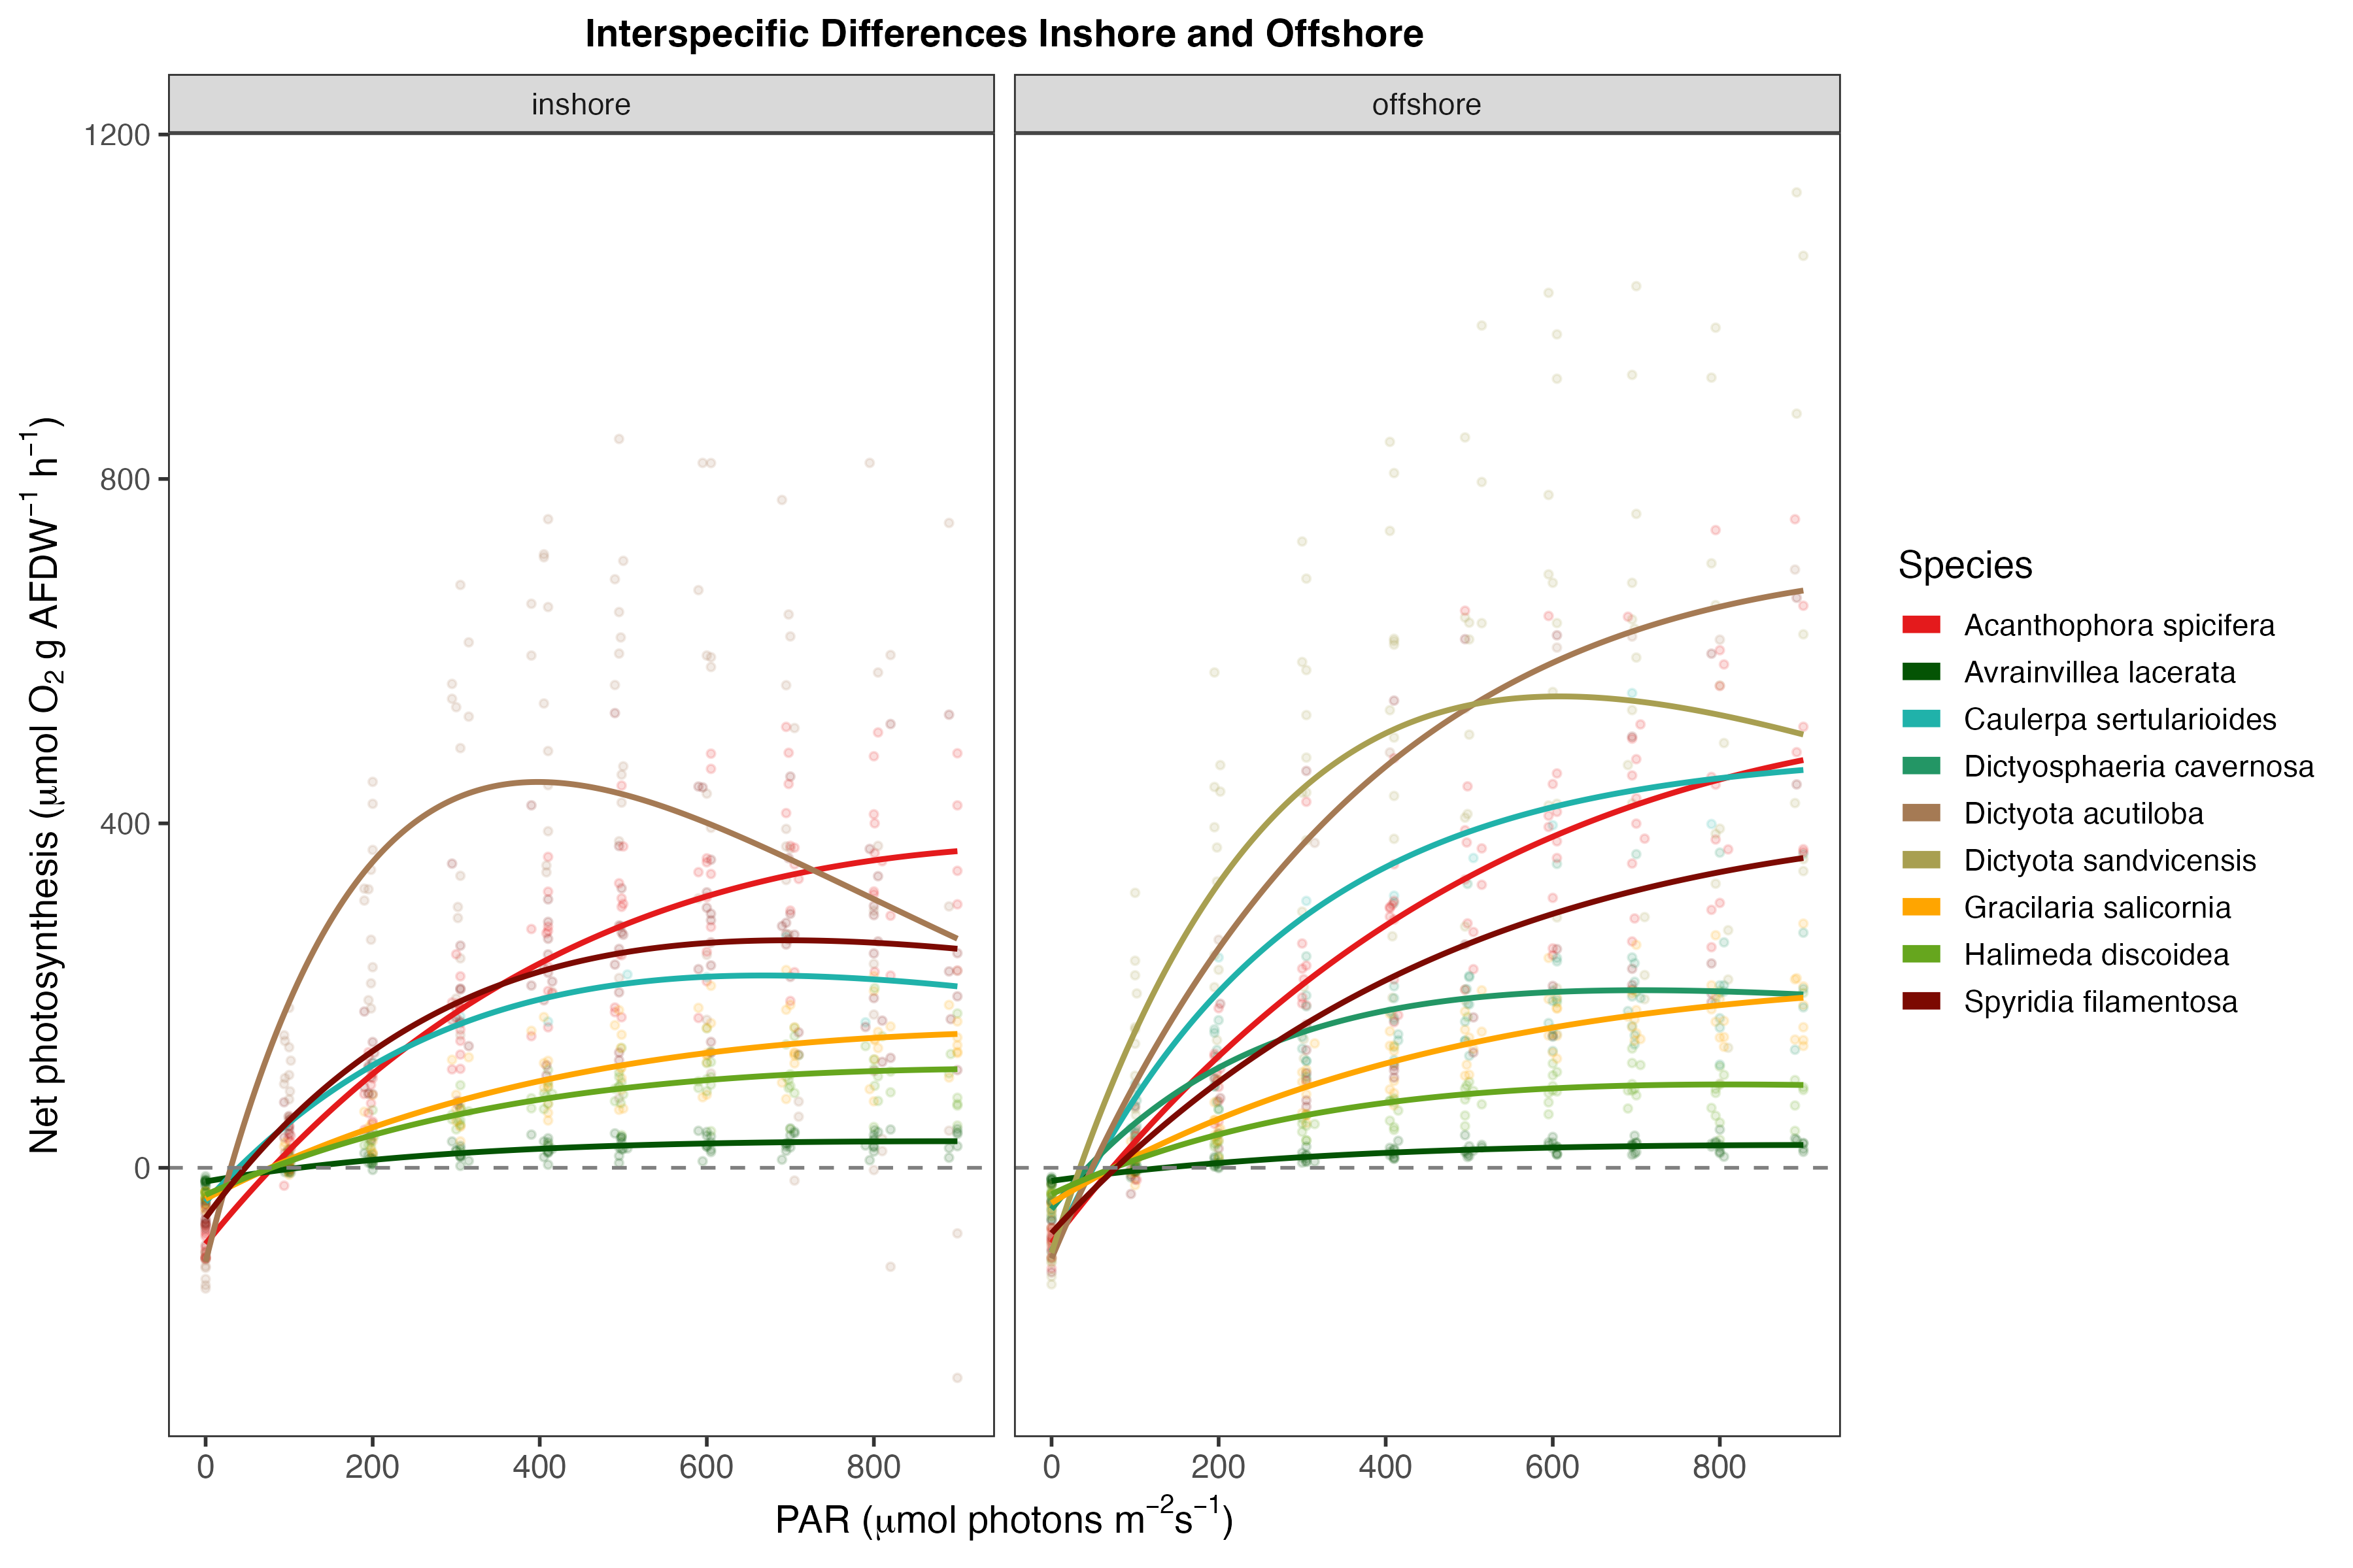 Interspecific Differences Inshore and Offshore
inshore
offshore
1200
800
400
0
Net photosynthesis (μmol O₂ g AFDW⁻¹ h⁻¹)
0 200 400 600 800
0 200 400 600 800
PAR (μmol photons m⁻²s⁻¹)
Species
Acanthophora spicifera
Avrainvillea lacerata
Caulerpa sertularioides
Dictyosphaeria cavernosa
Dictyota acutiloba
Dictyota sandvicensis
Gracilaria salicornia
Halimeda discoidea
Spyridia filamentosa